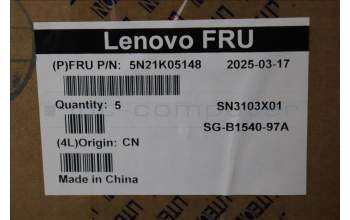 Lenovo FRU
(P)FRU P/N: 5N21K05148 2025-03-17
Quantity: 5 SN3103X01
SG-B1540-97A
(4L)Origin: CN
Made in China